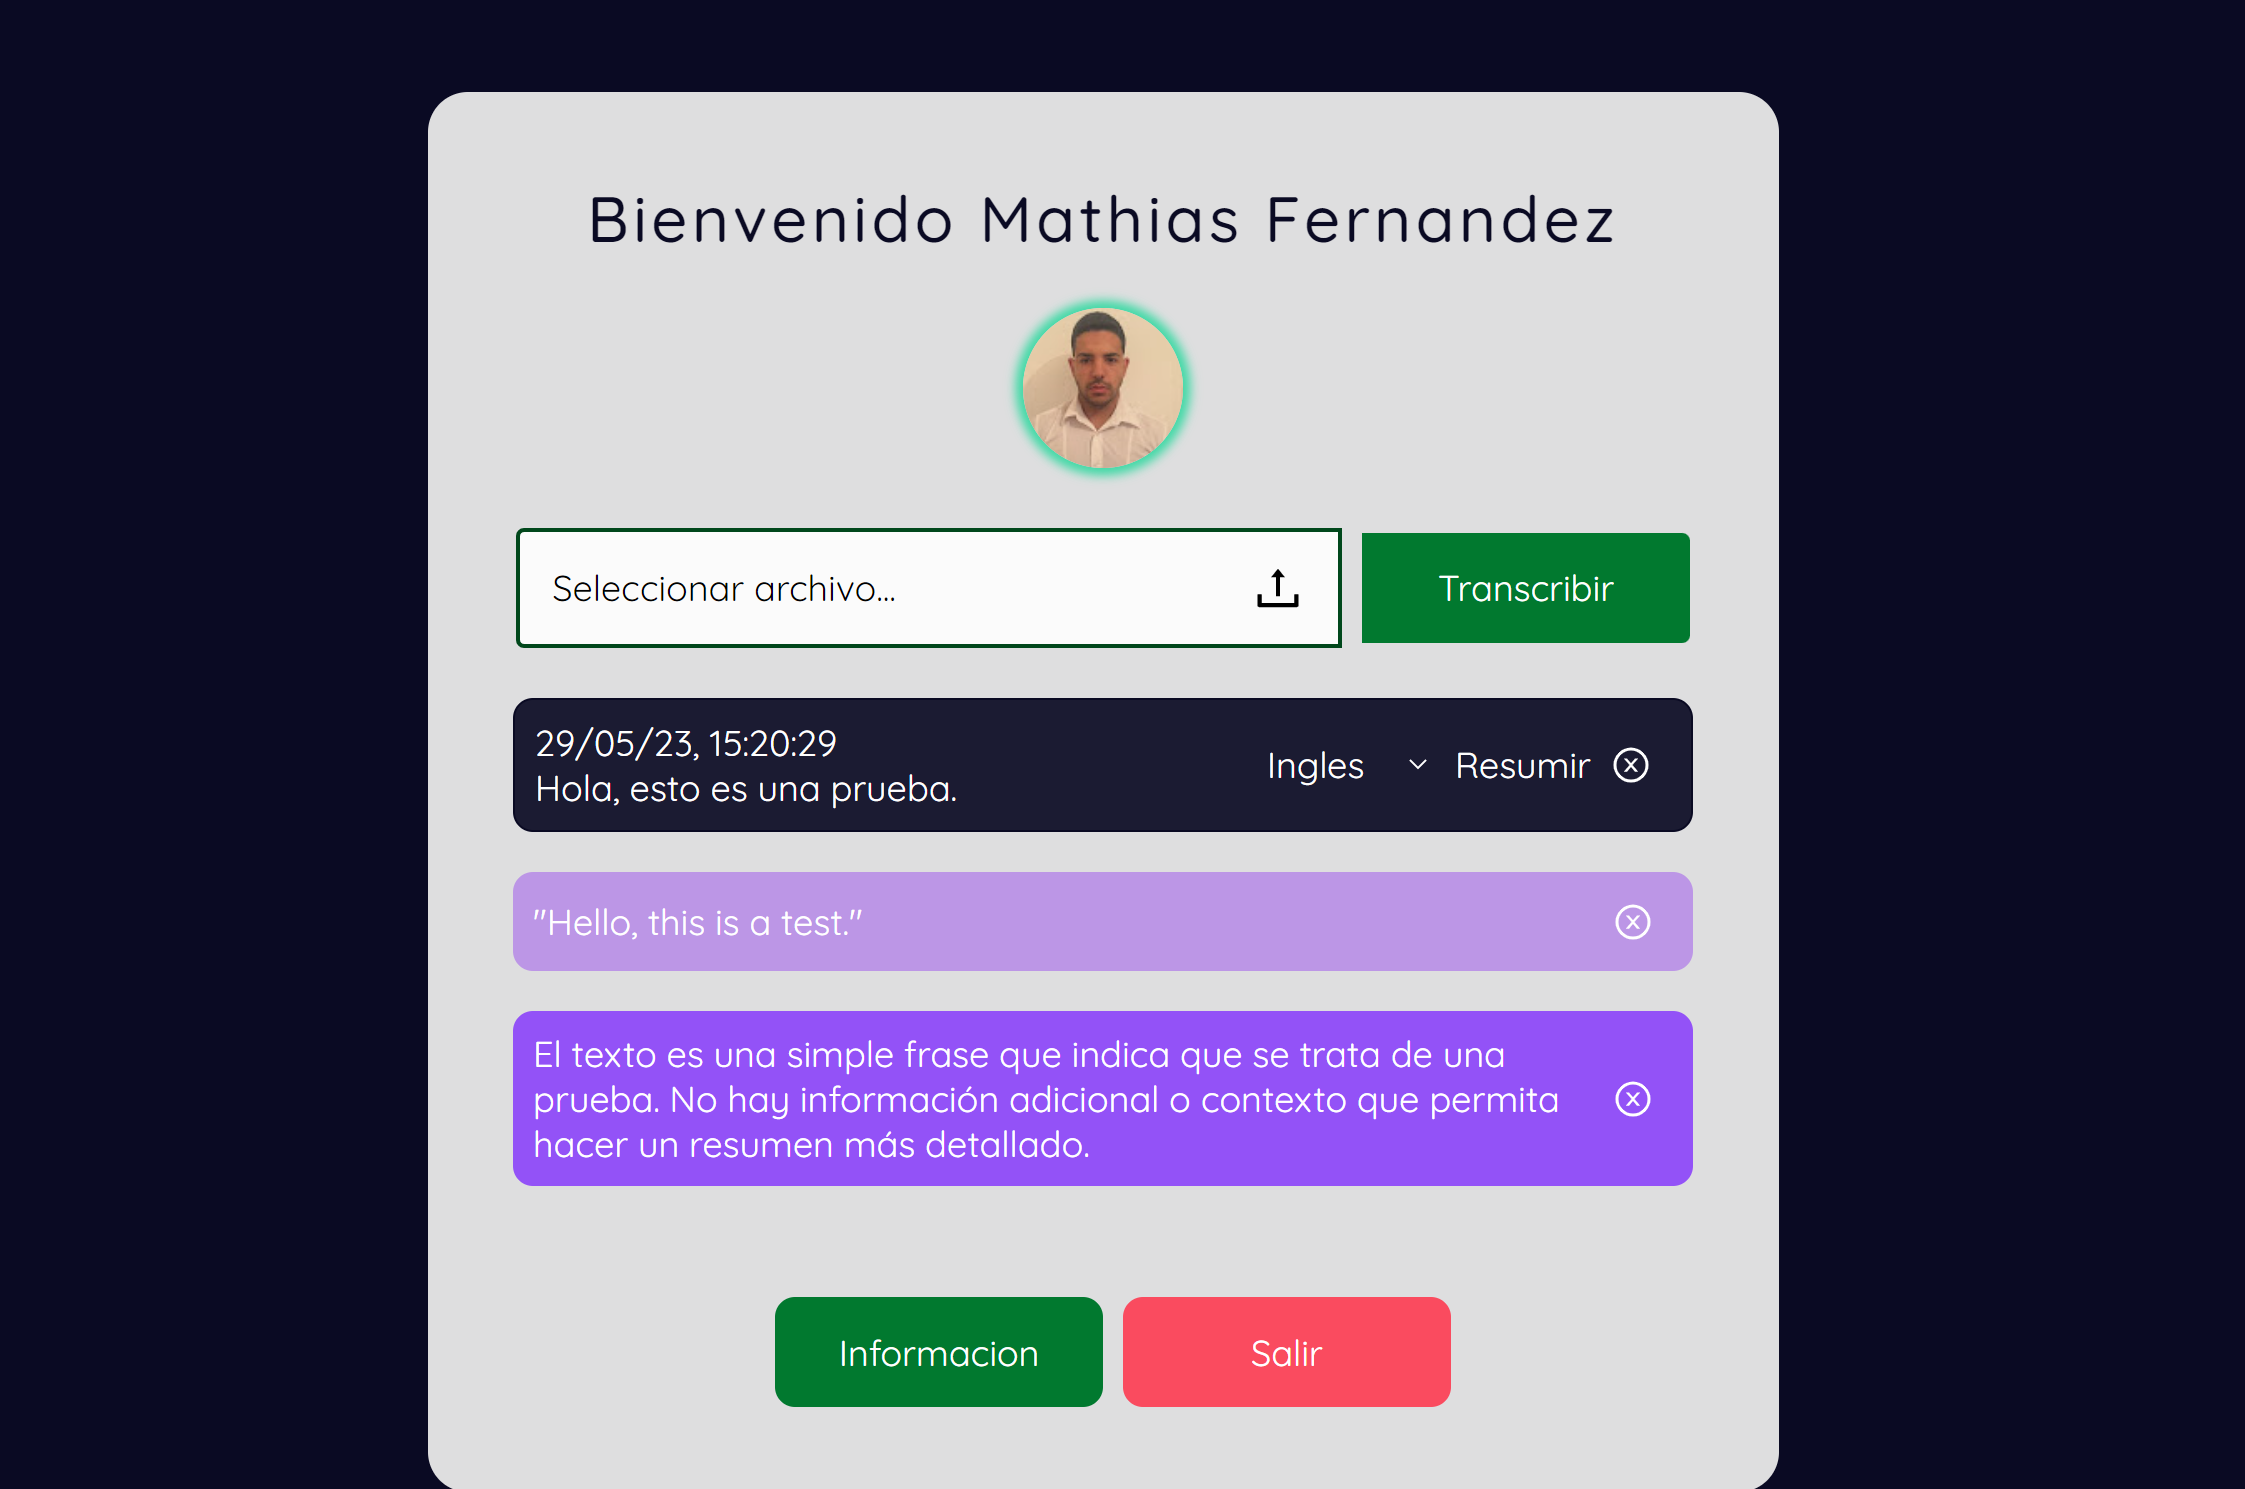 Bienvenido Mathias Fernandez
Seleccionar archivo...
Transcribir
29/05/23, 15:20:29
Hola, esto es una prueba.
Ingles
Resumir
"Hello, this is a test."
El texto es una simple frase que indica que se trata de una
prueba. No hay información adicional o contexto que permita
hacer un resumen más detallado.
Informacion
Salir